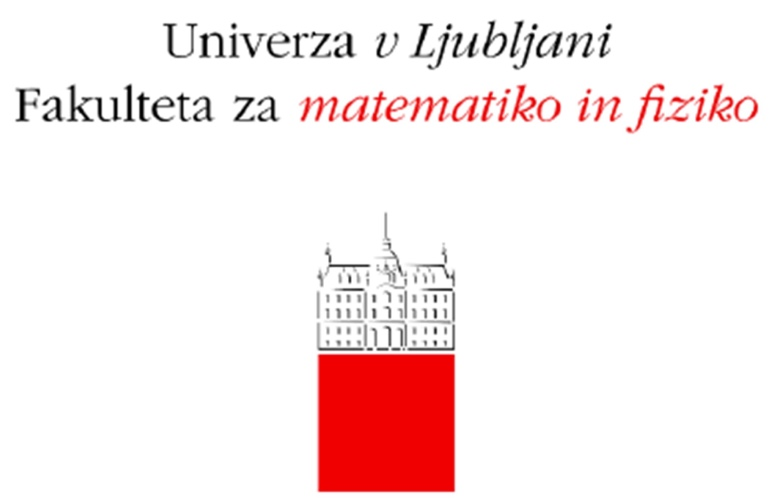 Univerza v Ljubljani
Fakulteta za matematiko in fiziko